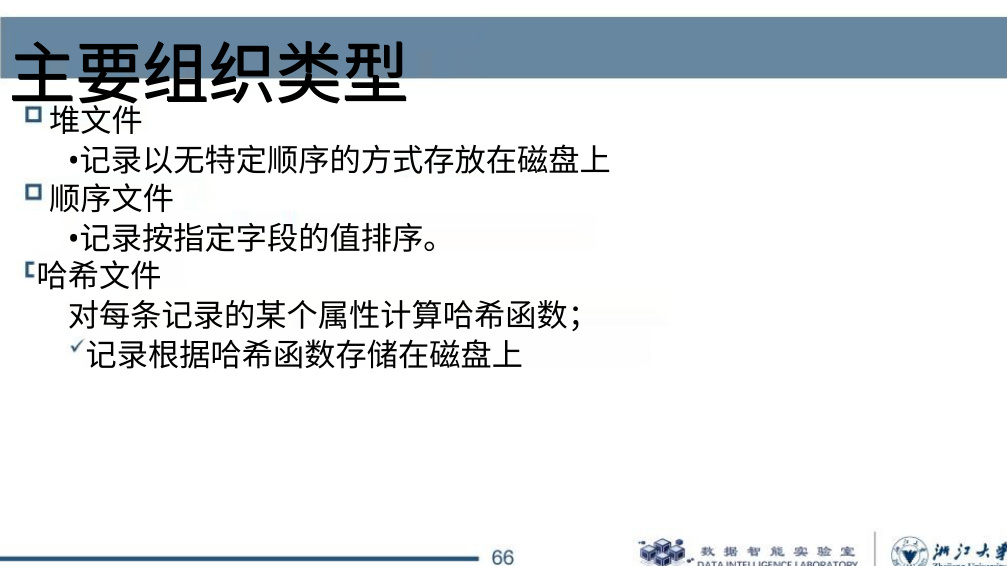 主要组织类型
堆文件
•记录以无特定顺序的方式存放在磁盘上
顺序文件
•记录按指定字段的值排序。
哈希文件
对每条记录的某个属性计算哈希函数；
✓记录根据哈希函数存储在磁盘上
66
数据智能实验室
DATA INTELLIGENCE LABORATORY
浙江大学
Zhejiang University